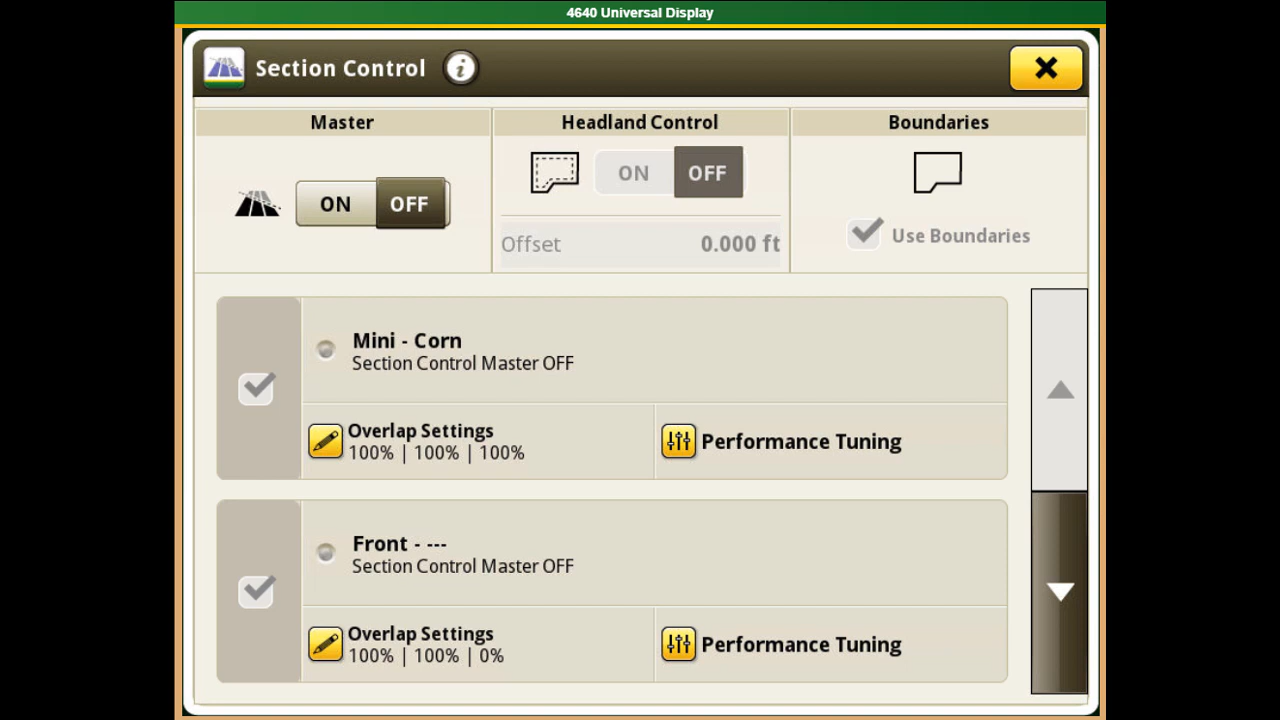 4640 Universal Display
Section Control
Master
Headland Control
Boundaries
ON OFF
ON OFF
Offset 0.000 ft
Use Boundaries
Mini - Corn
Section Control Master OFF
Overlap Settings
100% | 100% | 100%
Performance Tuning
Front - ---
Section Control Master OFF
Overlap Settings
100% | 100% | 0%
Performance Tuning